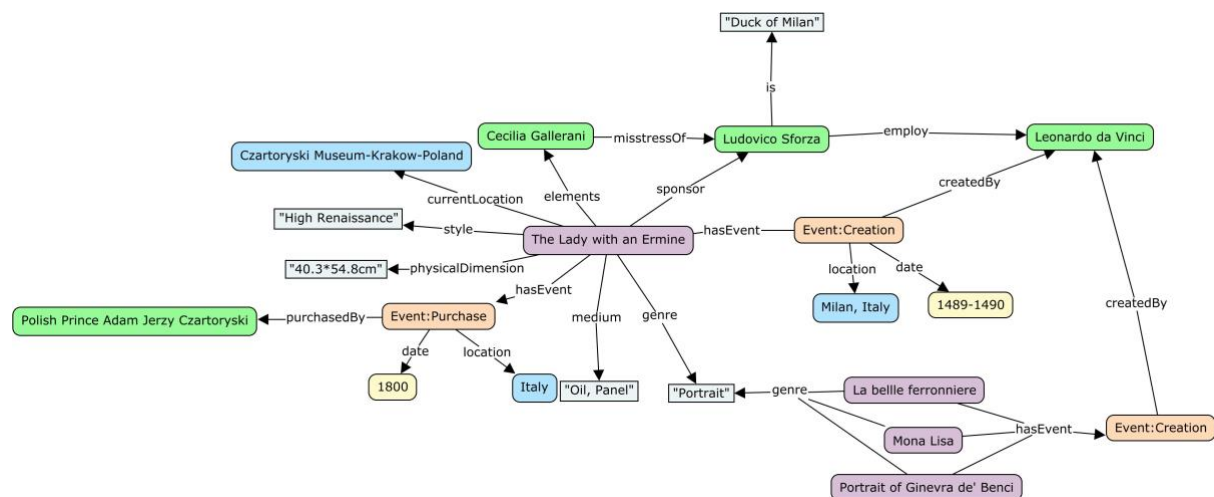 "Duck of Milan"
is
Cecilia Gallerani
misstressOf
Ludovico Sforza
employ
Leonardo da Vinci
Czartoryski Museum-Krakow-Poland
currentLocation
elements
sponsor
createdBy
"High Renaissance"
style
The Lady with an Ermine
hasEvent
Event:Creation
"40.3*54.8cm"
physicalDimension
location
date
hasEvent
Milan, Italy
1489-1490
createdBy
Polish Prince Adam Jerzy Czartoryski
purchasedBy
Event:Purchase
medium
genre
date
location
1800
Italy
"Oil, Panel"
"Portrait"
genre
La bellle ferronniere
Mona Lisa
hasEvent
Event:Creation
Portrait of Ginevra de' Benci